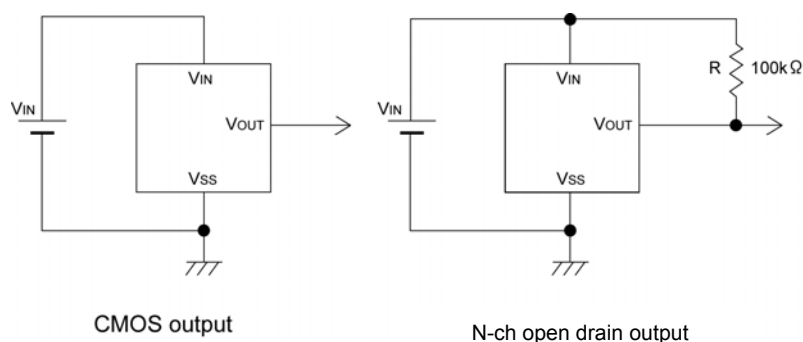 VIN
VIN
VOUT
VSS
CMOS output
VIN
VIN
VOUT
VSS
R 100kΩ
N-ch open drain output